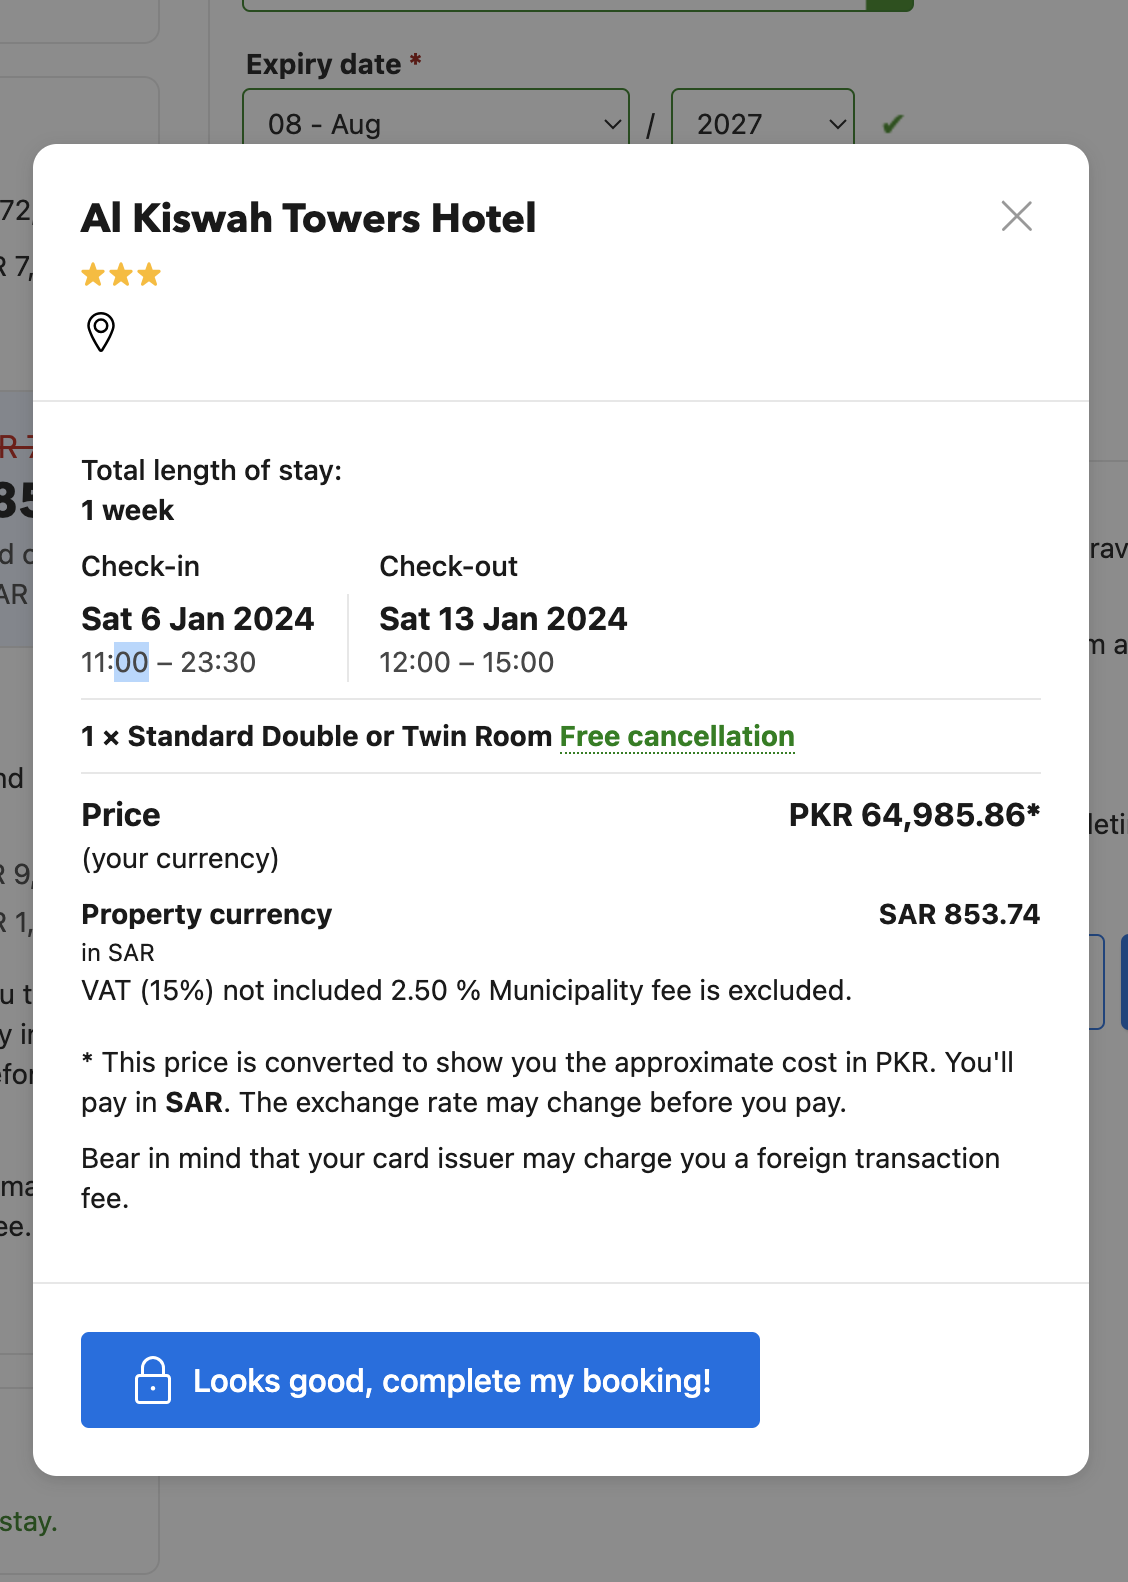 Expiry date *
08 - Aug / 2027
Al Kiswah Towers Hotel
Total length of stay:
1 week
Check-in
Sat 6 Jan 2024
11:00 – 23:30
Check-out
Sat 13 Jan 2024
12:00 – 15:00
1 × Standard Double or Twin Room Free cancellation
Price
PKR 64,985.86*
(your currency)
Property currency
SAR 853.74
in SAR
VAT (15%) not included 2.50 % Municipality fee is excluded.
* This price is converted to show you the approximate cost in PKR. You'll
pay in SAR. The exchange rate may change before you pay.
Bear in mind that your card issuer may charge you a foreign transaction
fee.
Looks good, complete my booking!
stay.